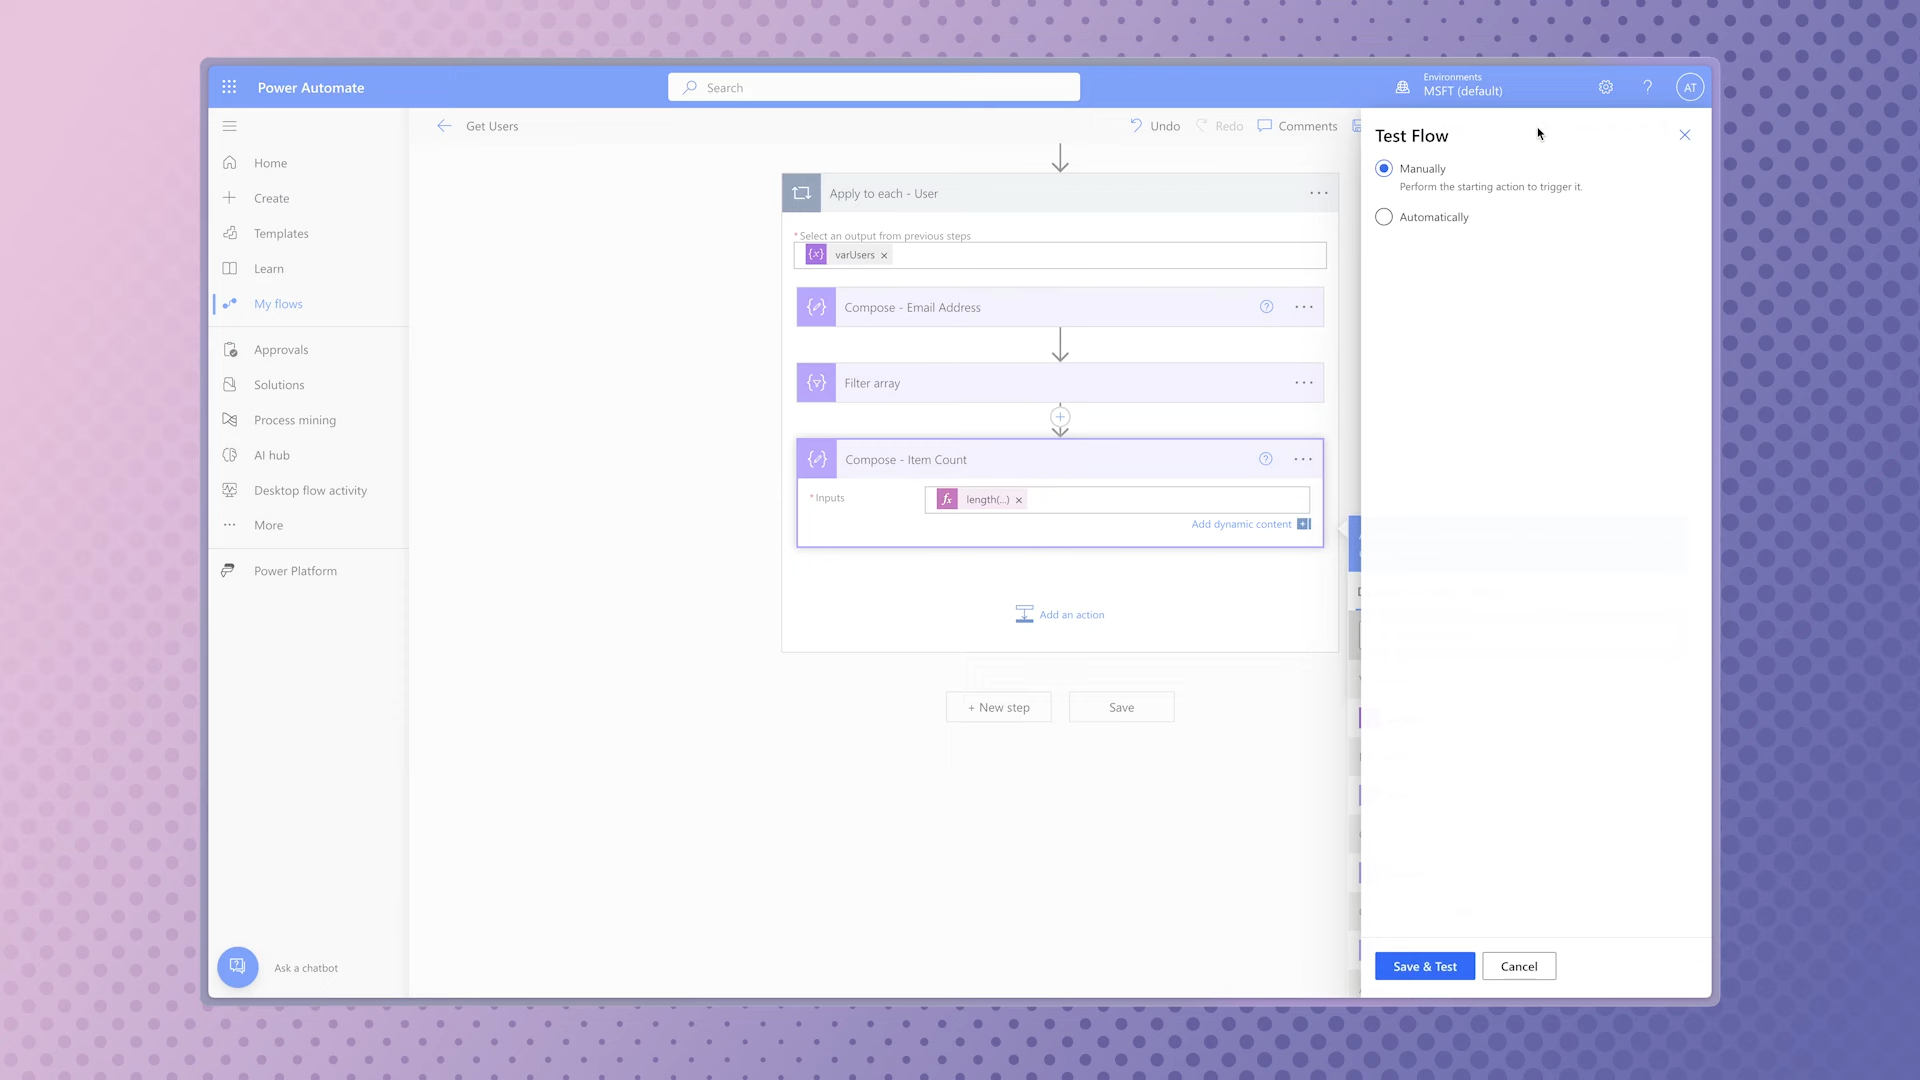 Power Automate
Search
Environments
MSFT (default)
AT
Get Users
Undo
Redo
Comments
Home
Create
Templates
Learn
My flows
Approvals
Solutions
Process mining
AI hub
Desktop flow activity
More
Power Platform
Ask a chatbot
Apply to each - User
* Select an output from previous steps
varUsers
Compose - Email Address
Filter array
Compose - Item Count
* Inputs
length(...)
Add dynamic content
Add an action
+ New step
Save
Test Flow
Manually
Perform the starting action to trigger it.
Automatically
Save & Test
Cancel